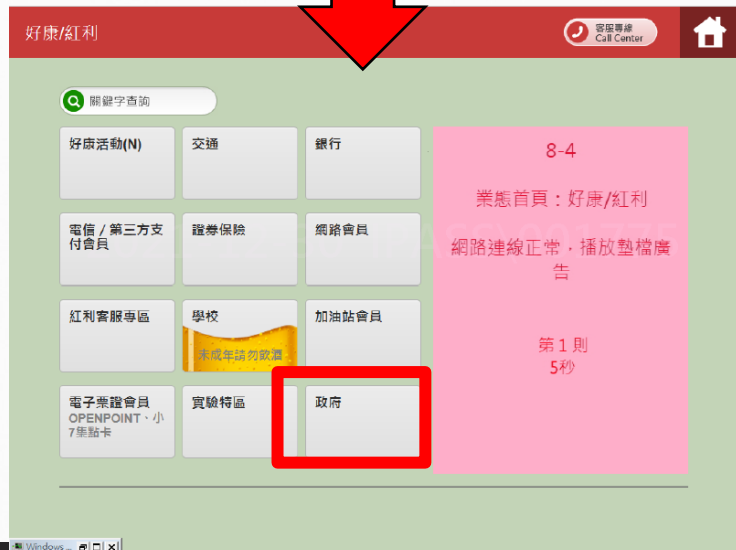 好康/紅利
客服專線
Call Center
關鍵字查詢
好康活動(N)
交通
銀行
電信 / 第三方支
付會員
證券保險
網路會員
紅利客服專區
學校
未成年請勿飲酒
加油站會員
電子票證會員
OPENPOINT、小
7集點卡
實驗特區
政府
8-4
業態首頁：好康/紅利
網路連線正常，播放墊檔廣
告
第 1 則
5秒
Windows ...